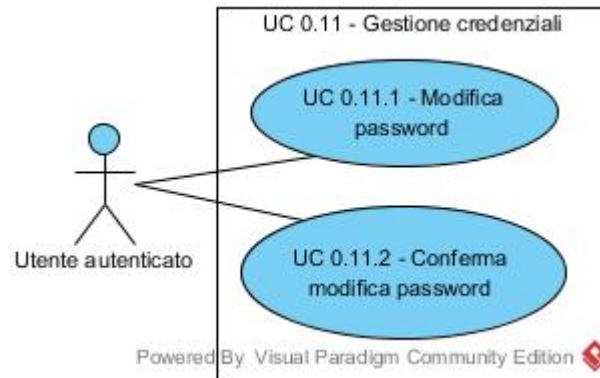 UC 0.11 - Gestione credenziali
UC 0.11.1 - Modifica
password
Utente autenticato
UC 0.11.2 - Conferma
modifica password
Powered By Visual Paradigm Community Edition